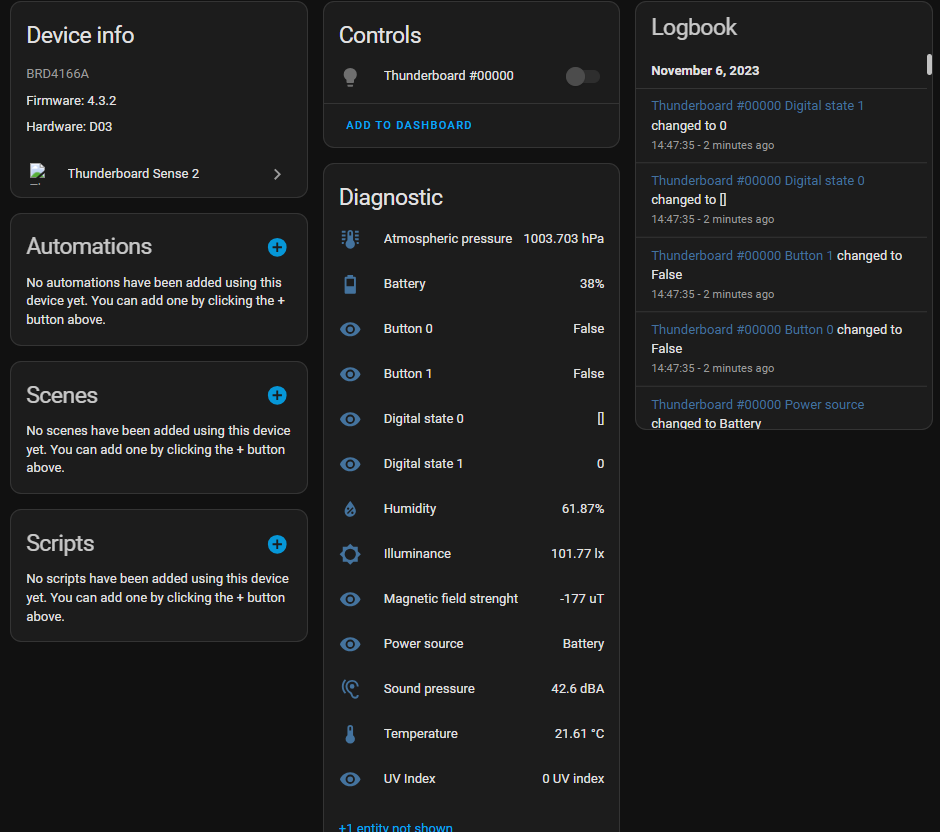 Device info
BRD4166A
Firmware: 4.3.2
Hardware: D03
Thunderboard Sense 2
Automations
No automations have been added using this
device yet. You can add one by clicking the +
button above.
Scenes
No scenes have been added using this device
yet. You can add one by clicking the + button
above.
Scripts
No scripts have been added using this device
yet. You can add one by clicking the + button
above.
Controls
Thunderboard #00000
ADD TO DASHBOARD
Diagnostic
Atmospheric pressure 1003.703 hPa
Battery 38%
Button 0 False
Button 1 False
Digital state 0 []
Digital state 1 0
Humidity 61.87%
Illuminance 101.77 lx
Magnetic field strenght -177 uT
Power source Battery
Sound pressure 42.6 dBA
Temperature 21.61 °C
UV Index 0 UV index
+1 entity not shown
Logbook
November 6, 2023
Thunderboard #00000 Digital state 1
changed to 0
14:47:35 - 2 minutes ago
Thunderboard #00000 Digital state 0
changed to []
14:47:35 - 2 minutes ago
Thunderboard #00000 Button 1 changed to
False
14:47:35 - 2 minutes ago
Thunderboard #00000 Button 0 changed to
False
14:47:35 - 2 minutes ago
Thunderboard #00000 Power source
changed to Battery